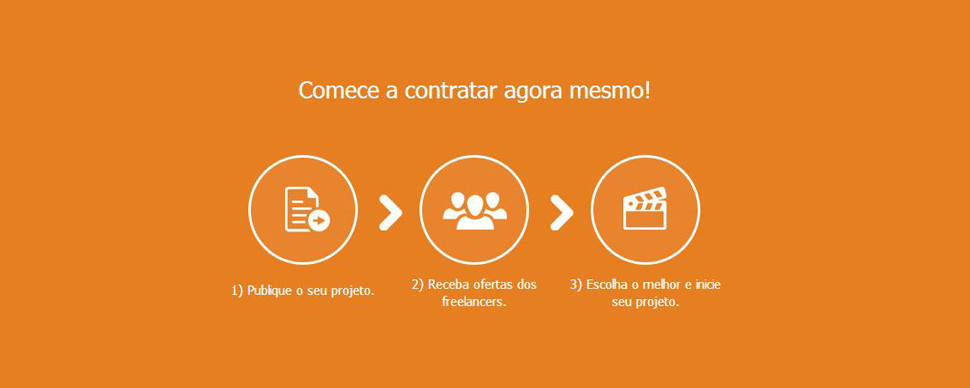 Comece a contratar agora mesmo!
1) Publique o seu projeto.
2) Receba ofertas dos
freelancers.
3) Escolha o melhor e inicie
seu projeto.